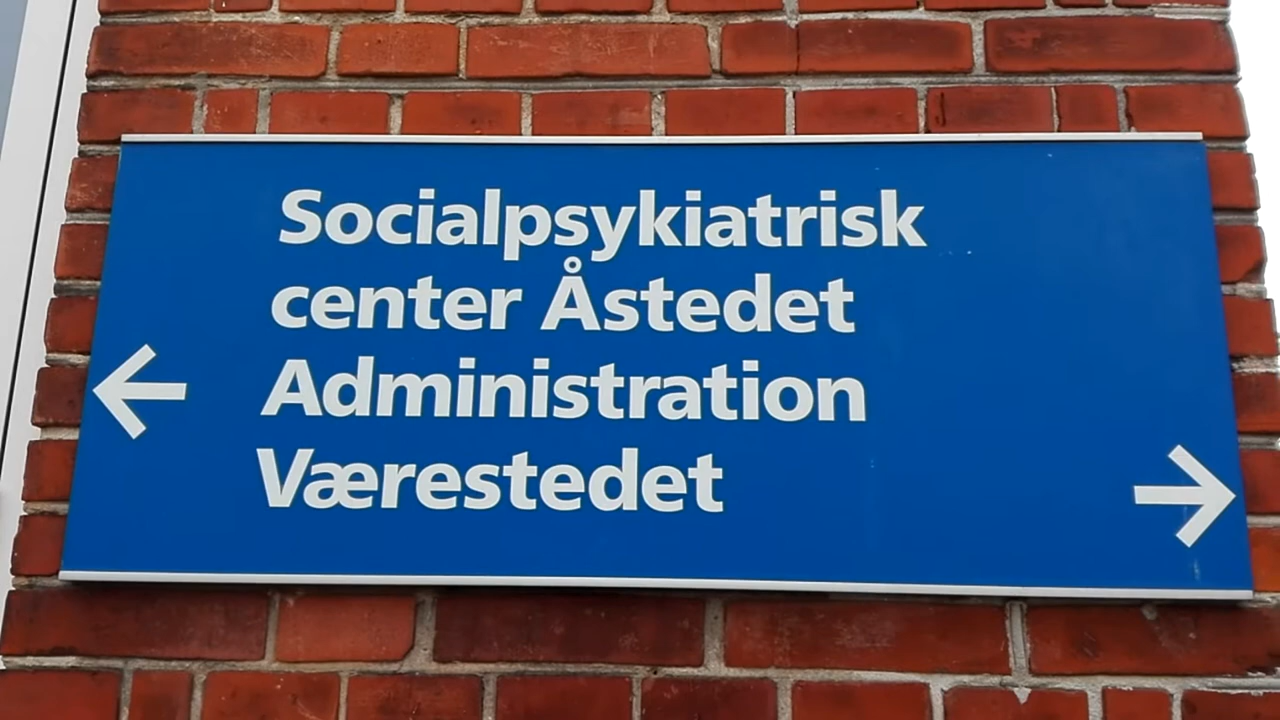 Socialpsykiatrisk
center Åstedet
← Administration
Værestedet →